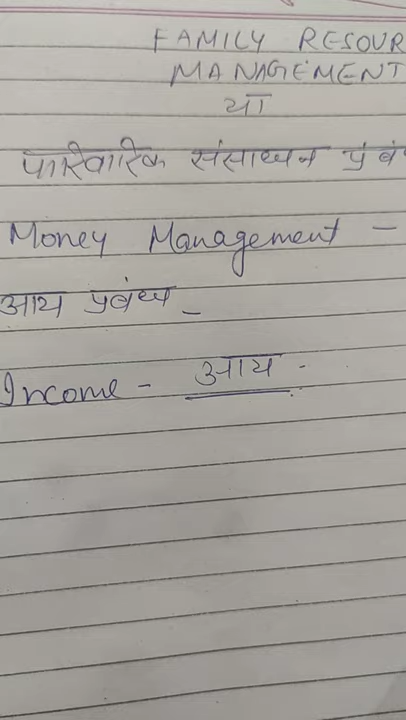 FAMILY RESOUR
MANAGEMENT
या
पारिवारिक संसाधन प्रबं
Money Management -
आय प्रबंध -
Income - आय -